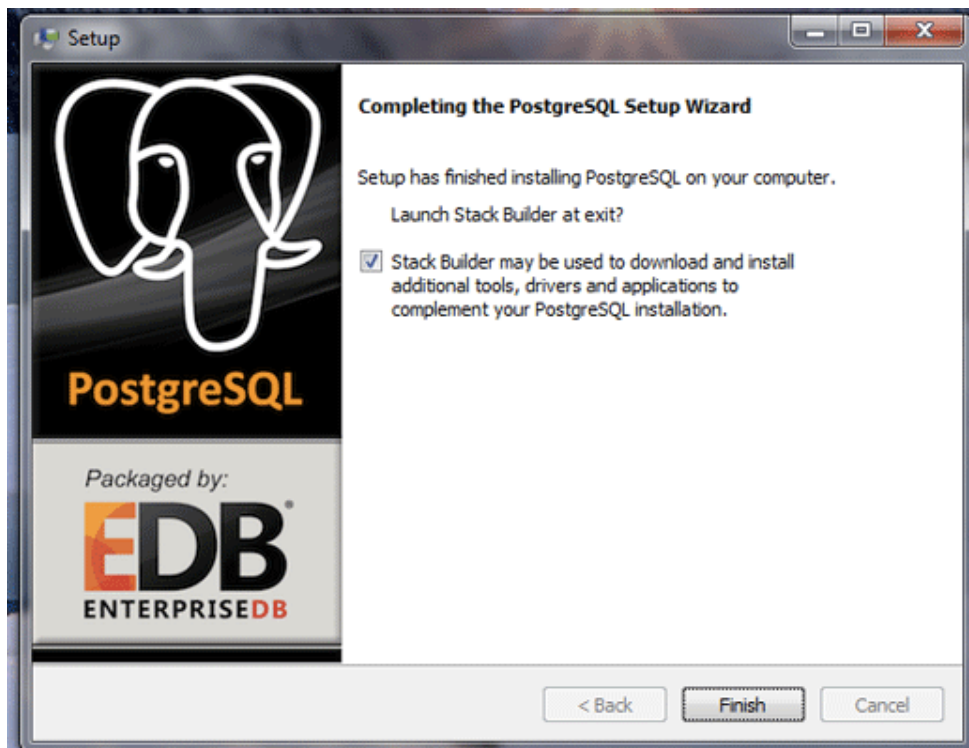 Setup
Completing the PostgreSQL Setup Wizard
Setup has finished installing PostgreSQL on your computer.
Launch Stack Builder at exit?
Stack Builder may be used to download and install
additional tools, drivers and applications to
complement your PostgreSQL installation.
PostgreSQL
Packaged by:
EDB
ENTERPRISEDB
< Back
Finish
Cancel